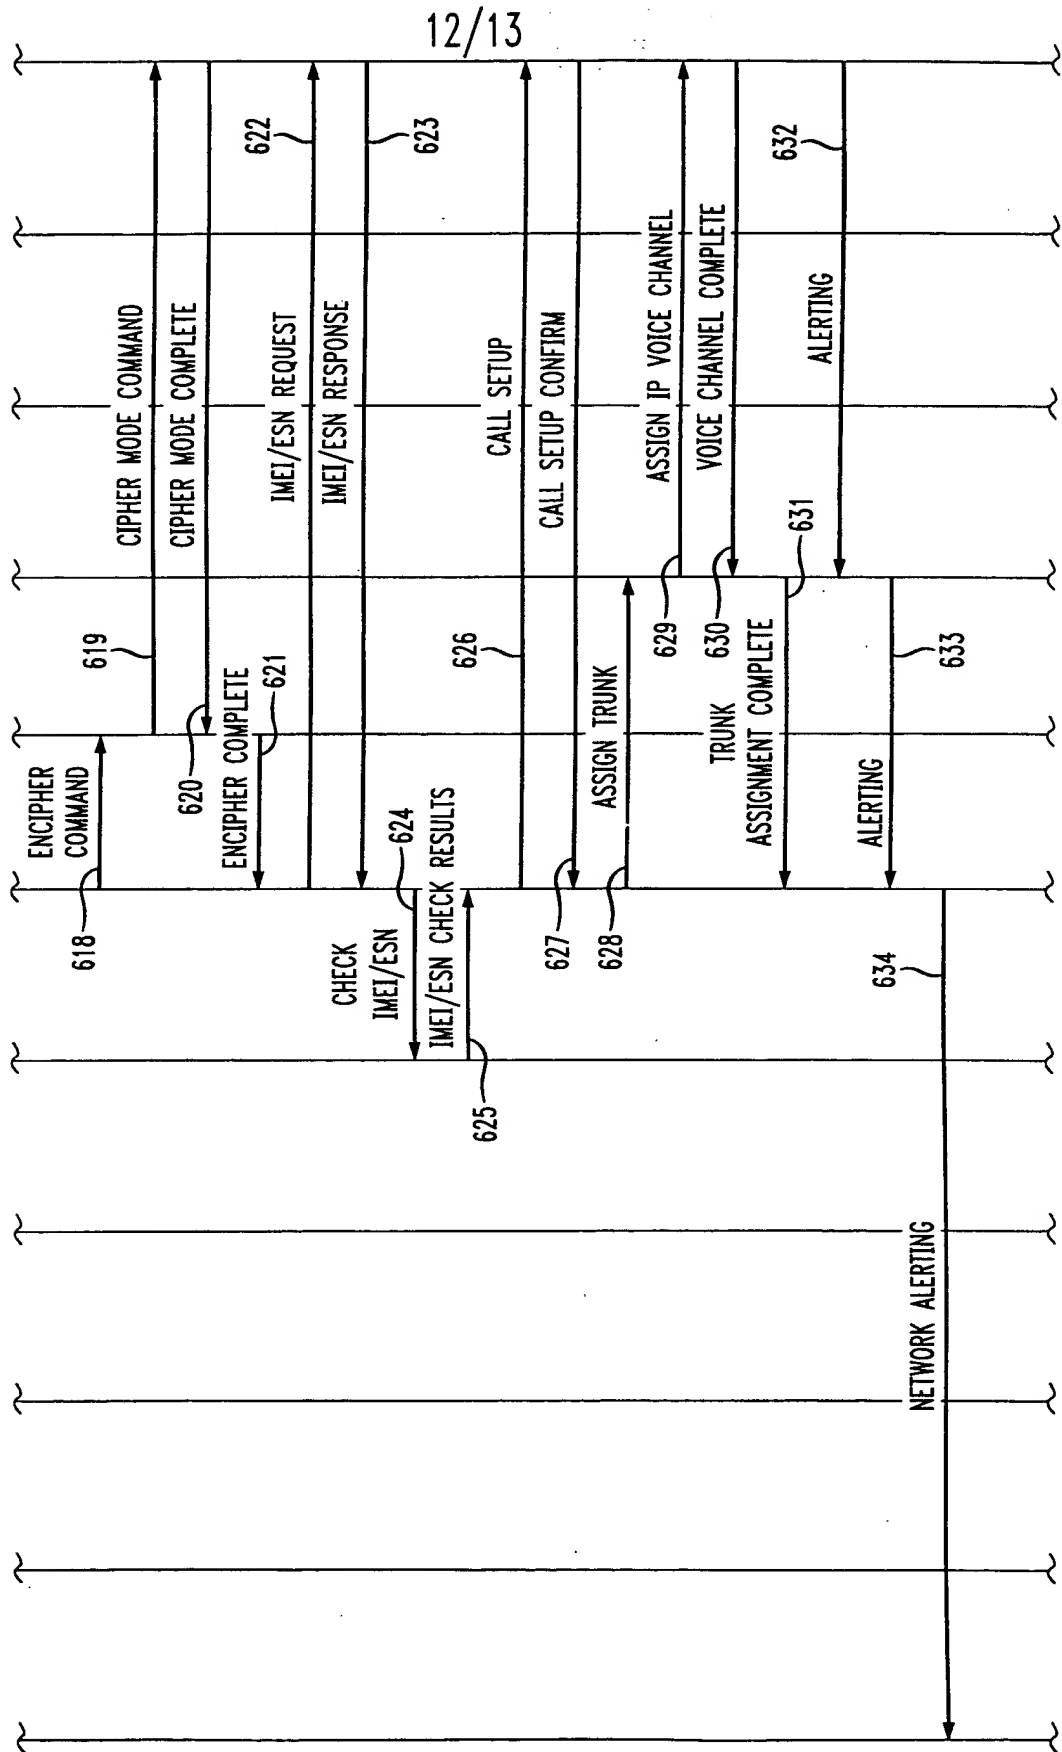 12/13
618
ENCIPHER
COMMAND
619
CIPHER MODE COMMAND
620
CIPHER MODE COMPLETE
621
ENCIPHER COMPLETE
622
IMEI/ESN REQUEST
623
IMEI/ESN RESPONSE
624
CHECK
IMEI/ESN
625
IMEI/ESN CHECK RESULTS
626
CALL SETUP
627
CALL SETUP CONFIRM
628
ASSIGN TRUNK
629
ASSIGN IP VOICE CHANNEL
630
VOICE CHANNEL COMPLETE
631
TRUNK
ASSIGNMENT COMPLETE
632
ALERTING
633
ALERTING
634
NETWORK ALERTING